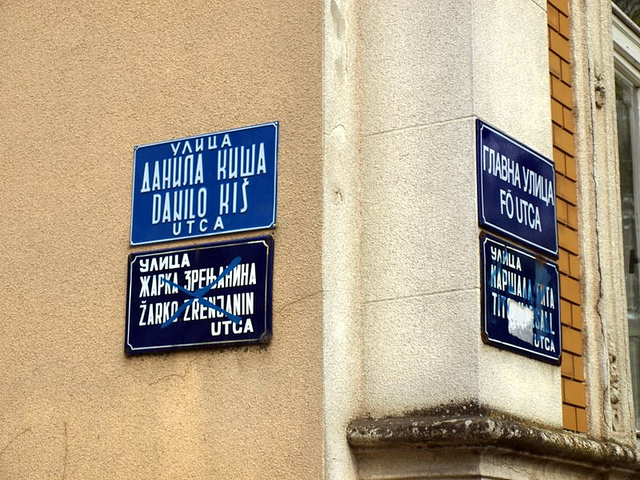 УЛИЦА
ДАНИЛА КИША
DANILO KIŠ
UTCA
УЛИЦА
ЖАРКА ЗРЕЊАНИНА
ŽARKO ZRENJANIN
UTCA
ГЛАВНА УЛИЦА
FŐ UTCA
УЛИЦА
МАРШАЛА
UTCA